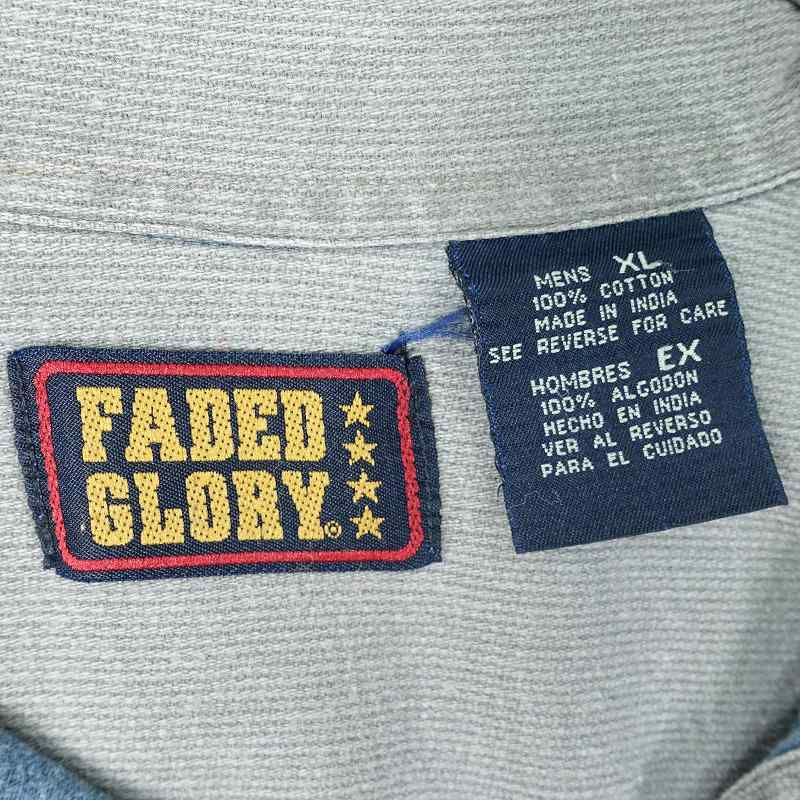 FADED
GLORY®
MENS XL
100% COTTON
MADE IN INDIA
SEE REVERSE FOR CARE
HOMBRES EX
100% ALGODON
HECHO EN INDIA
VER AL REVERSO
PARA EL CUIDADO